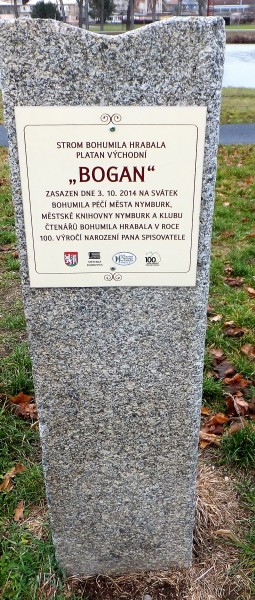 STROM BOHUMILA HRABALA
PLATAN VÝCHODNÍ
„BOGAN“
ZASAZEN DNE 3. 10. 2014 NA SVÁTEK
BOHUMILA PÉČÍ MĚSTA NYMBURK,
MĚSTSKÉ KNIHOVNY NYMBURK A KLUBU
ČTENÁŘŮ BOHUMILA HRABALA V ROCE
100. VÝROČÍ NAROZENÍ PANA SPISOVATELE
100